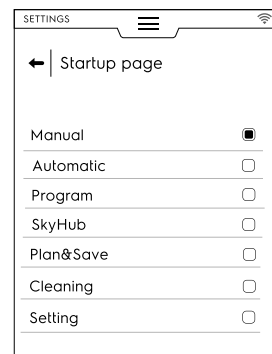 SETTINGS
Startup page
Manual
Automatic
Program
SkyHub
Plan&Save
Cleaning
Setting